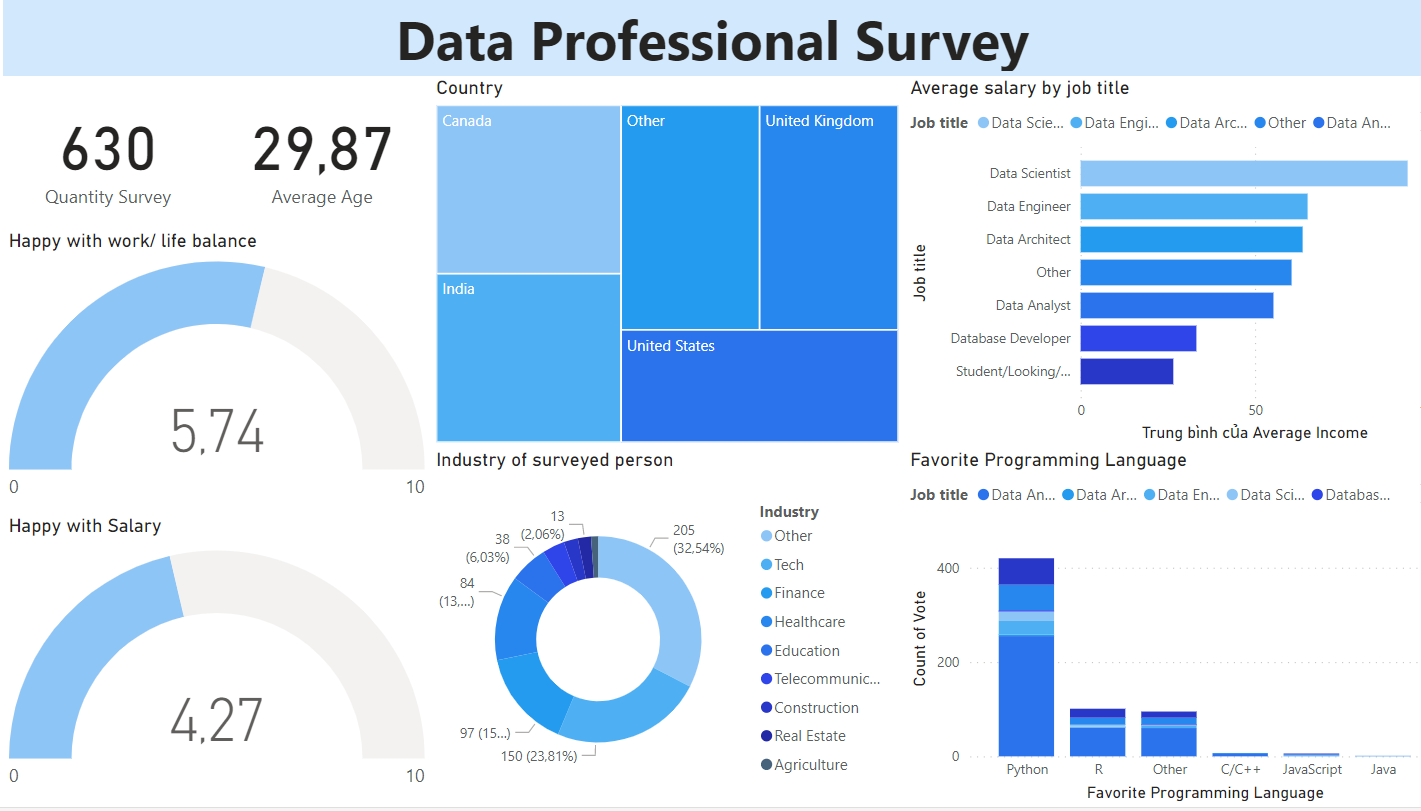 Data Professional Survey
630
Quantity Survey
29,87
Average Age
Happy with work/ life balance
5,74
0
10
Happy with Salary
4,27
0
10
Country
Canada
India
Other
United Kingdom
United States
Industry of surveyed person
205
(32,54%)
150 (23,81%)
97 (15...)
84
(13,...)
38
(6,03%)
13
(2,06%)
Industry
Other
Tech
Finance
Healthcare
Education
Telecommunic...
Construction
Real Estate
Agriculture
Average salary by job title
Job title Data Scie... Data Engi... Data Arc... Other Data An...
Job title
Data Scientist
Data Engineer
Data Architect
Other
Data Analyst
Database Developer
Student/Looking/...
0 50
Trung bình của Average Income
Favorite Programming Language
Job title Data An... Data Ar... Data En... Data Sci... Databas...
Count of Vote
400
200
0
Python R Other C/C++ JavaScript Java
Favorite Programming Language